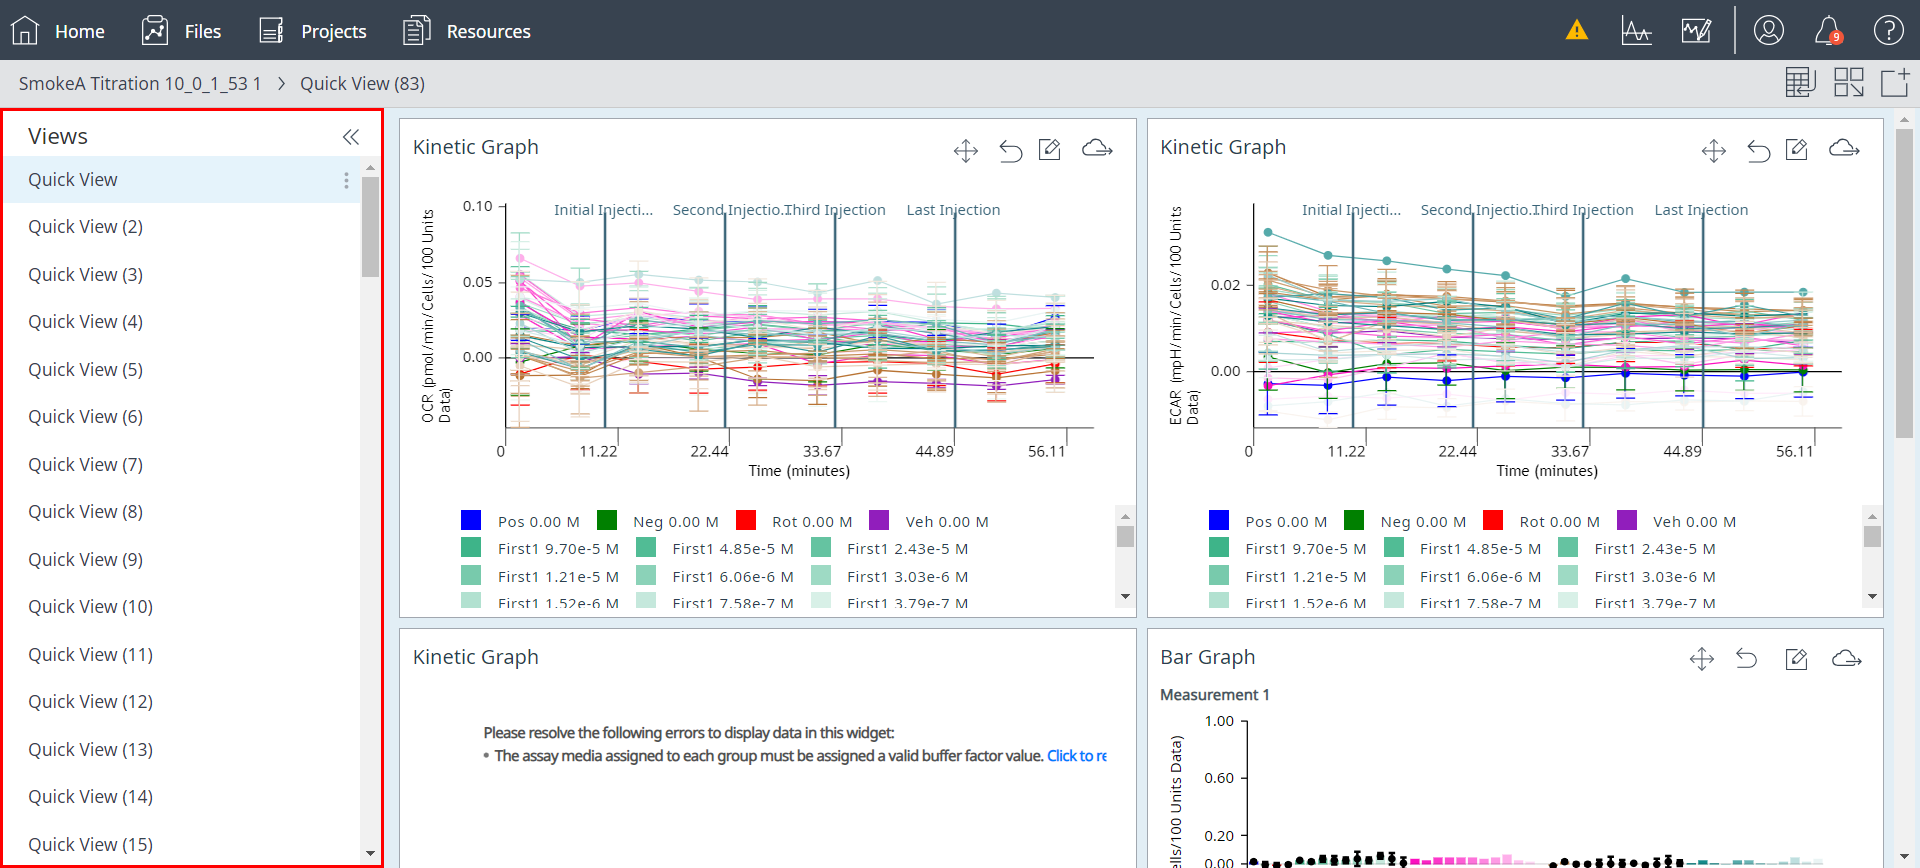 Home
Files
Projects
Resources
9
SmokeA Titration 10_0_1_53 1 > Quick View (83)
Views
Quick View
Quick View (2)
Quick View (3)
Quick View (4)
Quick View (5)
Quick View (6)
Quick View (7)
Quick View (8)
Quick View (9)
Quick View (10)
Quick View (11)
Quick View (12)
Quick View (13)
Quick View (14)
Quick View (15)
Kinetic Graph
Initial Injecti... Second Injectio... Third Injection Last Injection
0.10
0.05
0.00
OCR (pmol/min/Cells/100 Units
Data)
0 11.22 22.44 33.67 44.89 56.11
Time (minutes)
Pos 0.00 M Neg 0.00 M Rot 0.00 M Veh 0.00 M
First1 9.70e-5 M First1 4.85e-5 M First1 2.43e-5 M
First1 1.21e-5 M First1 6.06e-6 M First1 3.03e-6 M
First1 1.52e-6 M First1 7.58e-7 M First1 3.79e-7 M
Kinetic Graph
Initial Injecti... Second Injectio... Third Injection Last Injection
0.02
0.00
ECAR (mpH/min/Cells/100 Units
Data)
0 11.22 22.44 33.67 44.89 56.11
Time (minutes)
Pos 0.00 M Neg 0.00 M Rot 0.00 M Veh 0.00 M
First1 9.70e-5 M First1 4.85e-5 M First1 2.43e-5 M
First1 1.21e-5 M First1 6.06e-6 M First1 3.03e-6 M
First1 1.52e-6 M First1 7.58e-7 M First1 3.79e-7 M
Kinetic Graph
Please resolve the following errors to display data in this widget:
• The assay media assigned to each group must be assigned a valid buffer factor value. Click to re
Bar Graph
Measurement 1
1.00
0.60
0.20
0.00
ells/100 Units Data)